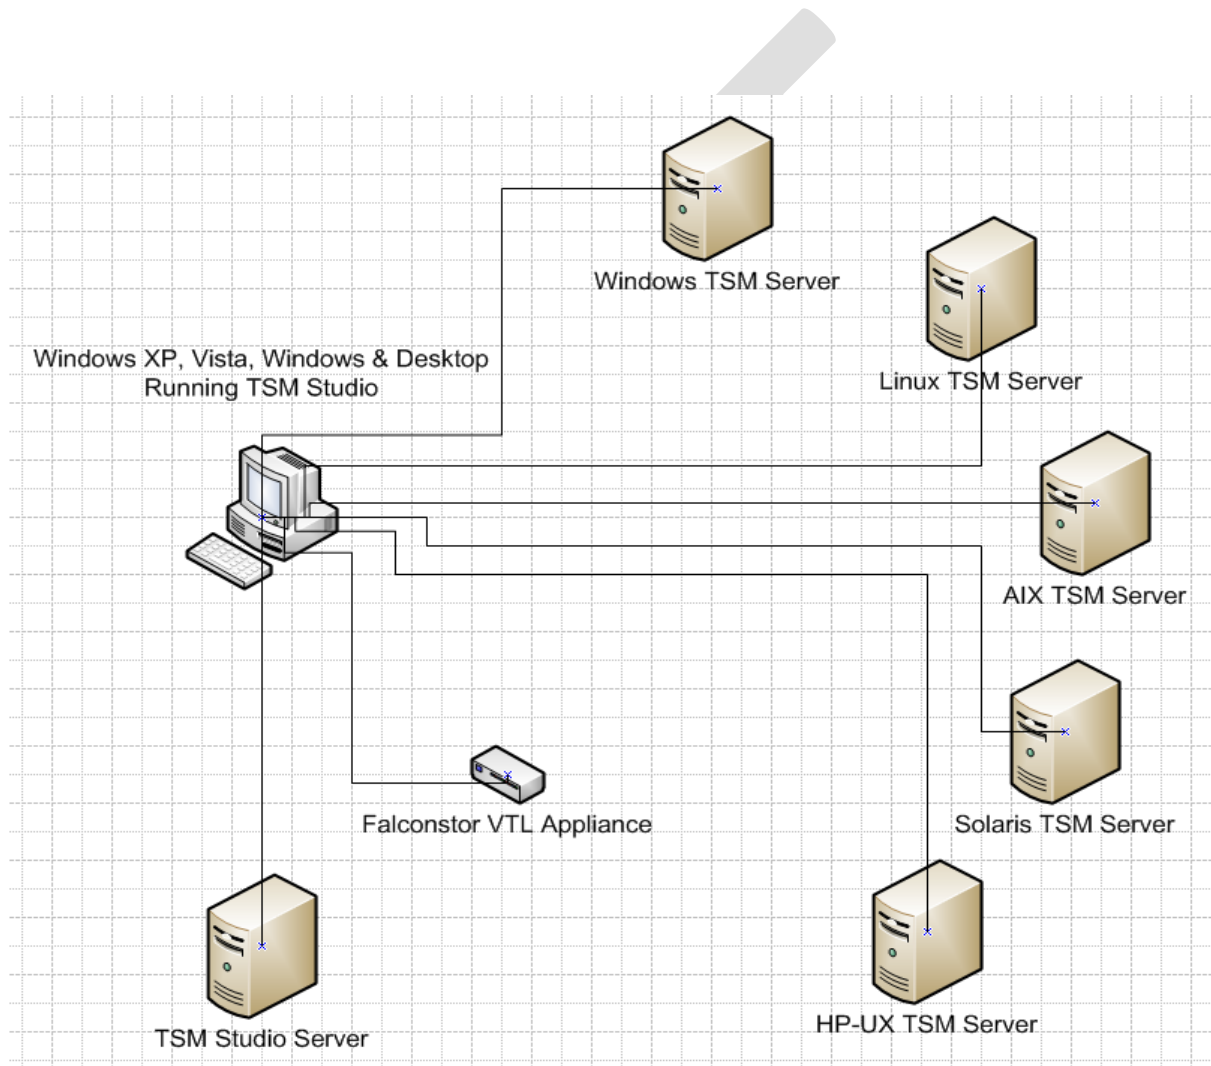 Windows TSM Server
Linux TSM Server
Windows XP, Vista, Windows & Desktop
Running TSM Studio
AIX TSM Server
Falconstor VTL Appliance
Solaris TSM Server
TSM Studio Server
HP-UX TSM Server